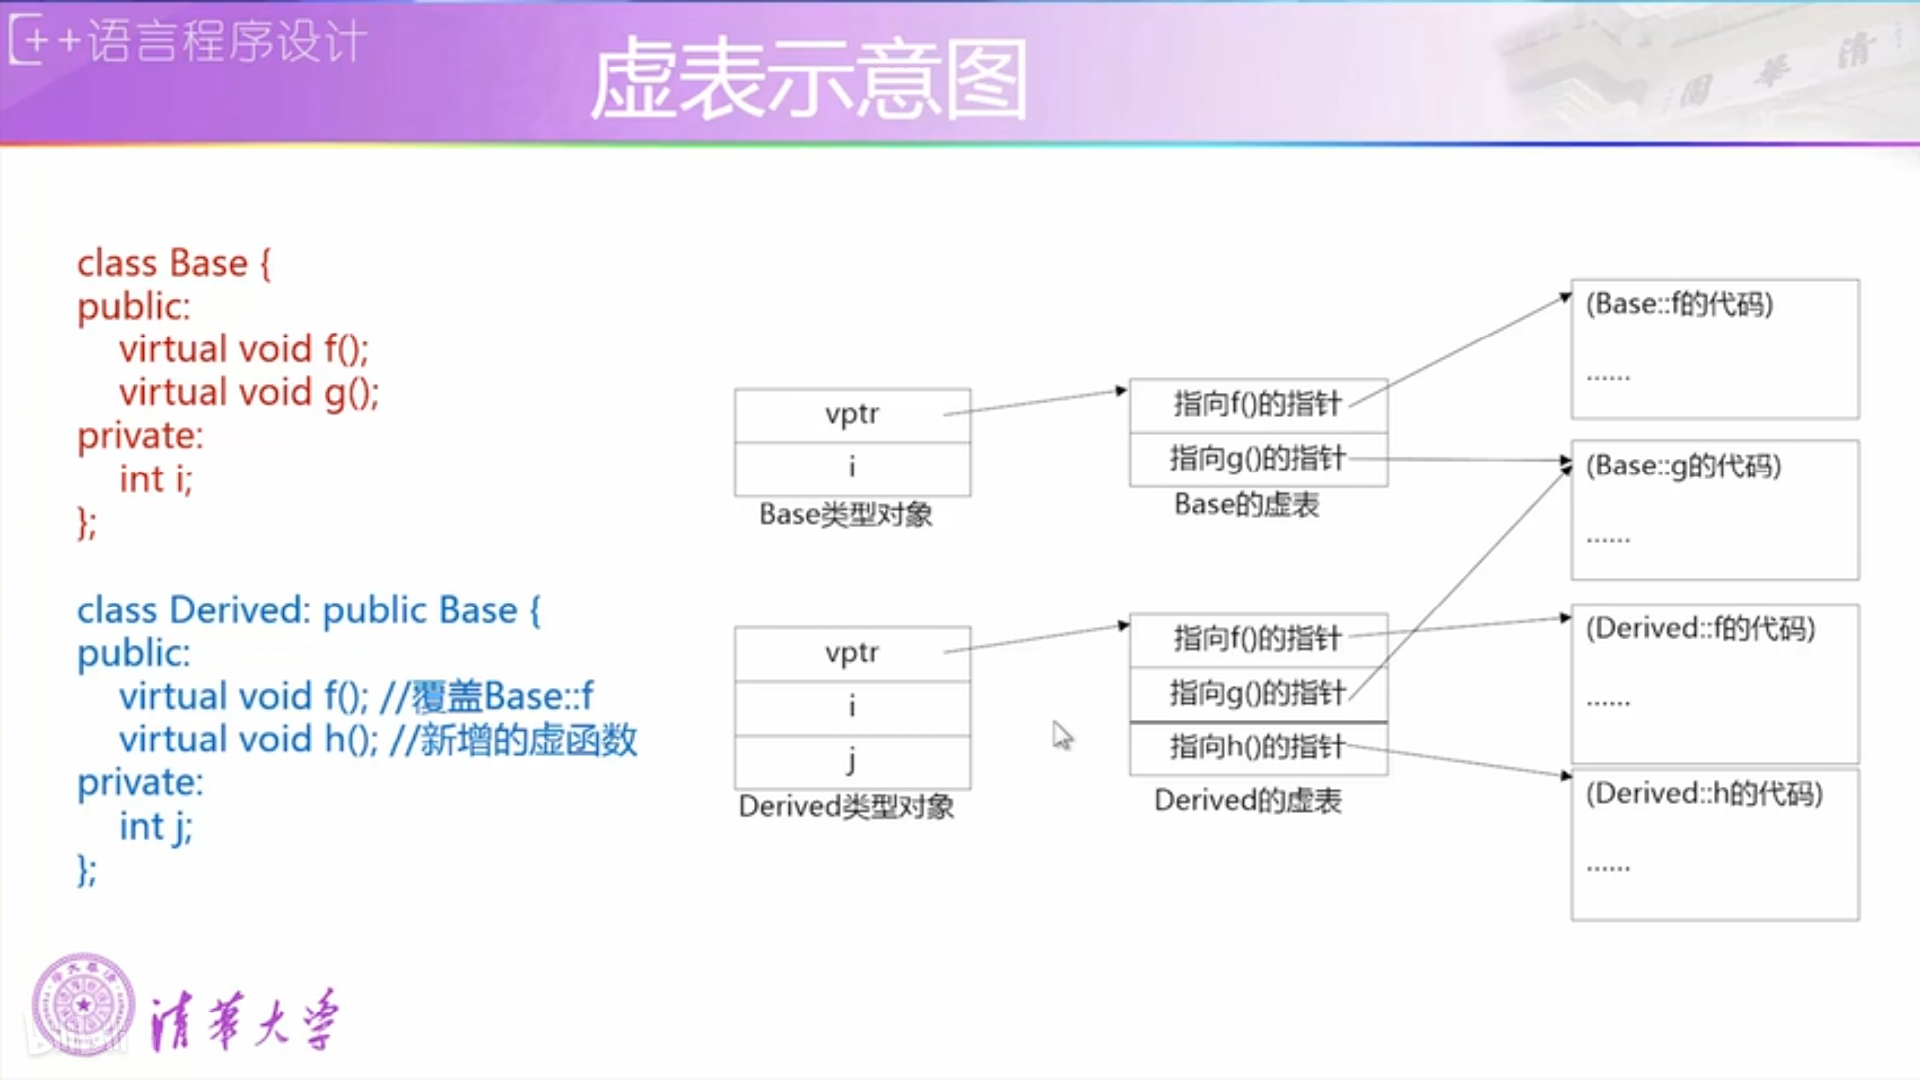 C++语言程序设计
虚表示意图
清华园
class Base {
public:
virtual void f();
virtual void g();
private:
int i;
};
class Derived: public Base {
public:
virtual void f(); //覆盖Base::f
virtual void h(); //新增的虚函数
private:
int j;
};
vptr
i
Base类型对象
指向f()的指针
指向g()的指针
Base的虚表
(Base::f的代码)
......
(Base::g的代码)
......
vptr
i
j
Derived类型对象
指向f()的指针
指向g()的指针
指向h()的指针
Derived的虚表
(Derived::f的代码)
......
(Derived::h的代码)
......
清华大学
bilibili